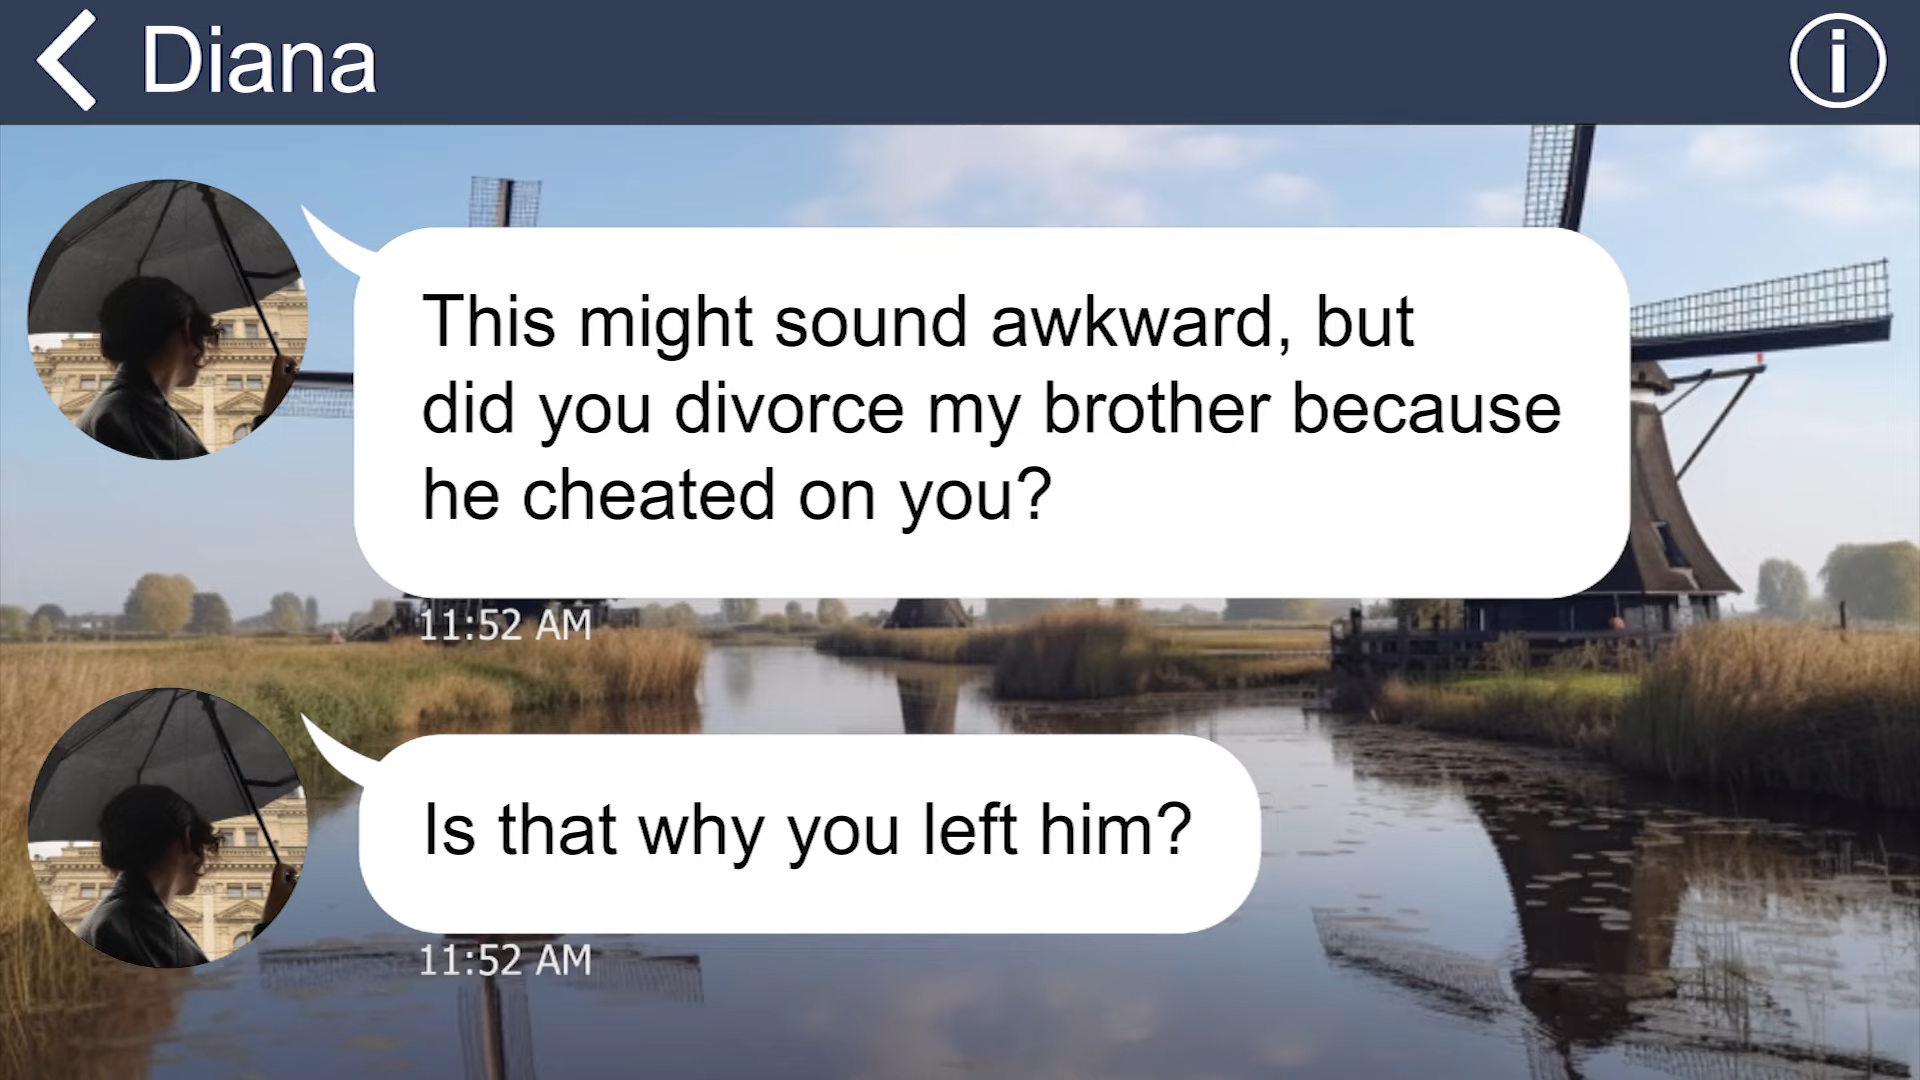 Diana
This might sound awkward, but
did you divorce my brother because
he cheated on you?
11:52 AM
Is that why you left him?
11:52 AM